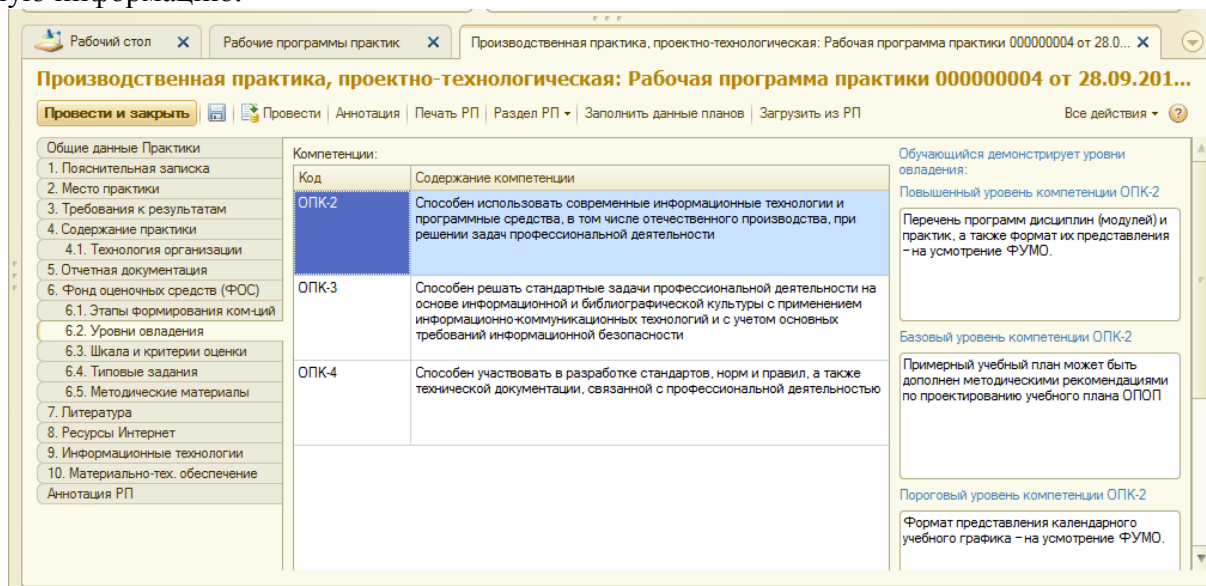 ую информацию.
Рабочий стол
Рабочие программы практик
Производственная практика, проектно-технологическая: Рабочая программа практики 000000004 от 28.0...
Производственная практика, проектно-технологическая: Рабочая программа практики 000000004 от 28.09.201...
Провести и закрыть
Провести
Аннотация
Печать РП
Раздел РП
Заполнить данные планов
Загрузить из РП
Все действия
Общие данные Практики
1. Пояснительная записка
2. Место практики
3. Требования к результатам
4. Содержание практики
4.1. Технология организации
5. Отчетная документация
6. Фонд оценочных средств (ФОС)
6.1. Этапы формирования ком-ций
6.2. Уровни овладения
6.3. Шкала и критерии оценки
6.4. Типовые задания
6.5. Методические материалы
7. Литература
8. Ресурсы Интернет
9. Информационные технологии
10. Материально-тех. обеспечение
Аннотация РП
Компетенции:
Код
Содержание компетенции
ОПК-2
Способен использовать современные информационные технологии и
программные средства, в том числе отечественного производства, при
решении задач профессиональной деятельности
ОПК-3
Способен решать стандартные задачи профессиональной деятельности на
основе информационной и библиографической культуры с применением
информационно-коммуникационных технологий и с учетом основных
требований информационной безопасности
ОПК-4
Способен участвовать в разработке стандартов, норм и правил, а также
технической документации, связанной с профессиональной деятельностью
Обучающийся демонстрирует уровни
овладения:
Повышенный уровень компетенции ОПК-2
Перечень программ дисциплин (модулей) и
практик, а также формат их представления
– на усмотрение ФУМО.
Базовый уровень компетенции ОПК-2
Примерный учебный план может быть
дополнен методическими рекомендациями
по проектированию учебного плана ОПОП
Пороговый уровень компетенции ОПК-2
Формат представления календарного
учебного графика – на усмотрение ФУМО.